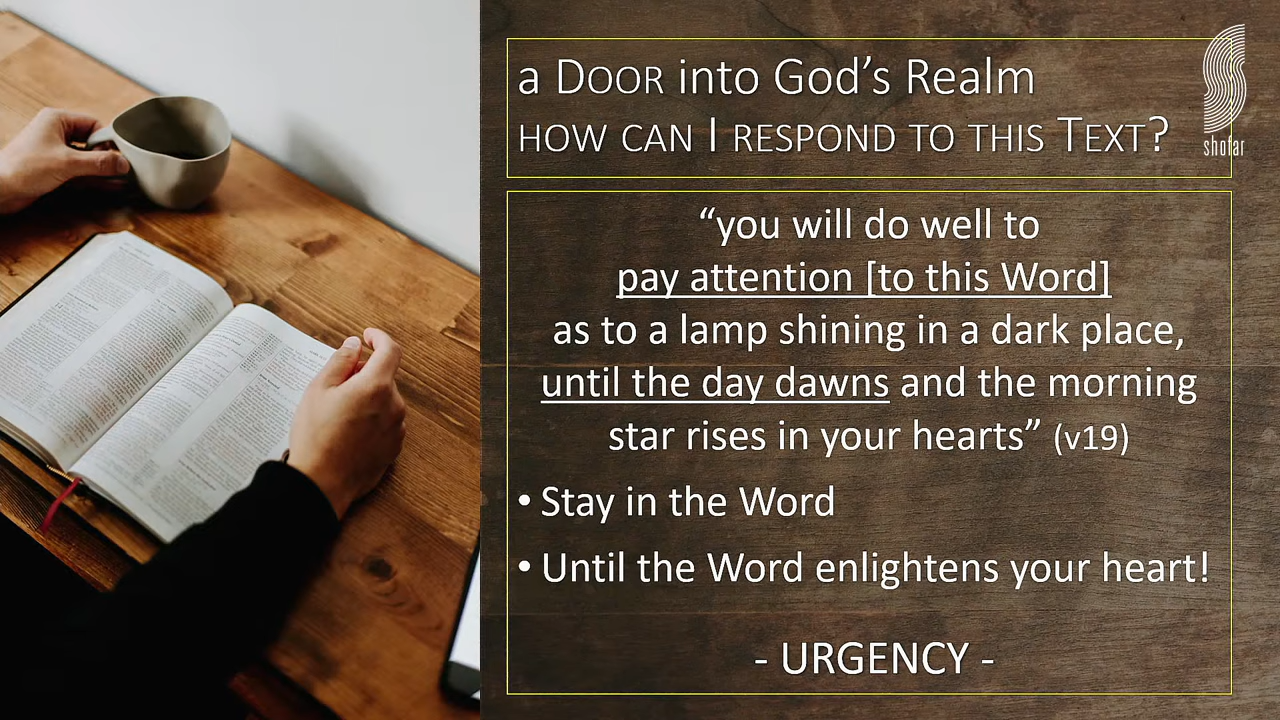 a Door into God's Realm
how can I respond to this Text?
shofar
“you will do well to
pay attention [to this Word]
as to a lamp shining in a dark place,
until the day dawns and the morning
star rises in your hearts” (v19)
• Stay in the Word
• Until the Word enlightens your heart!
- URGENCY -